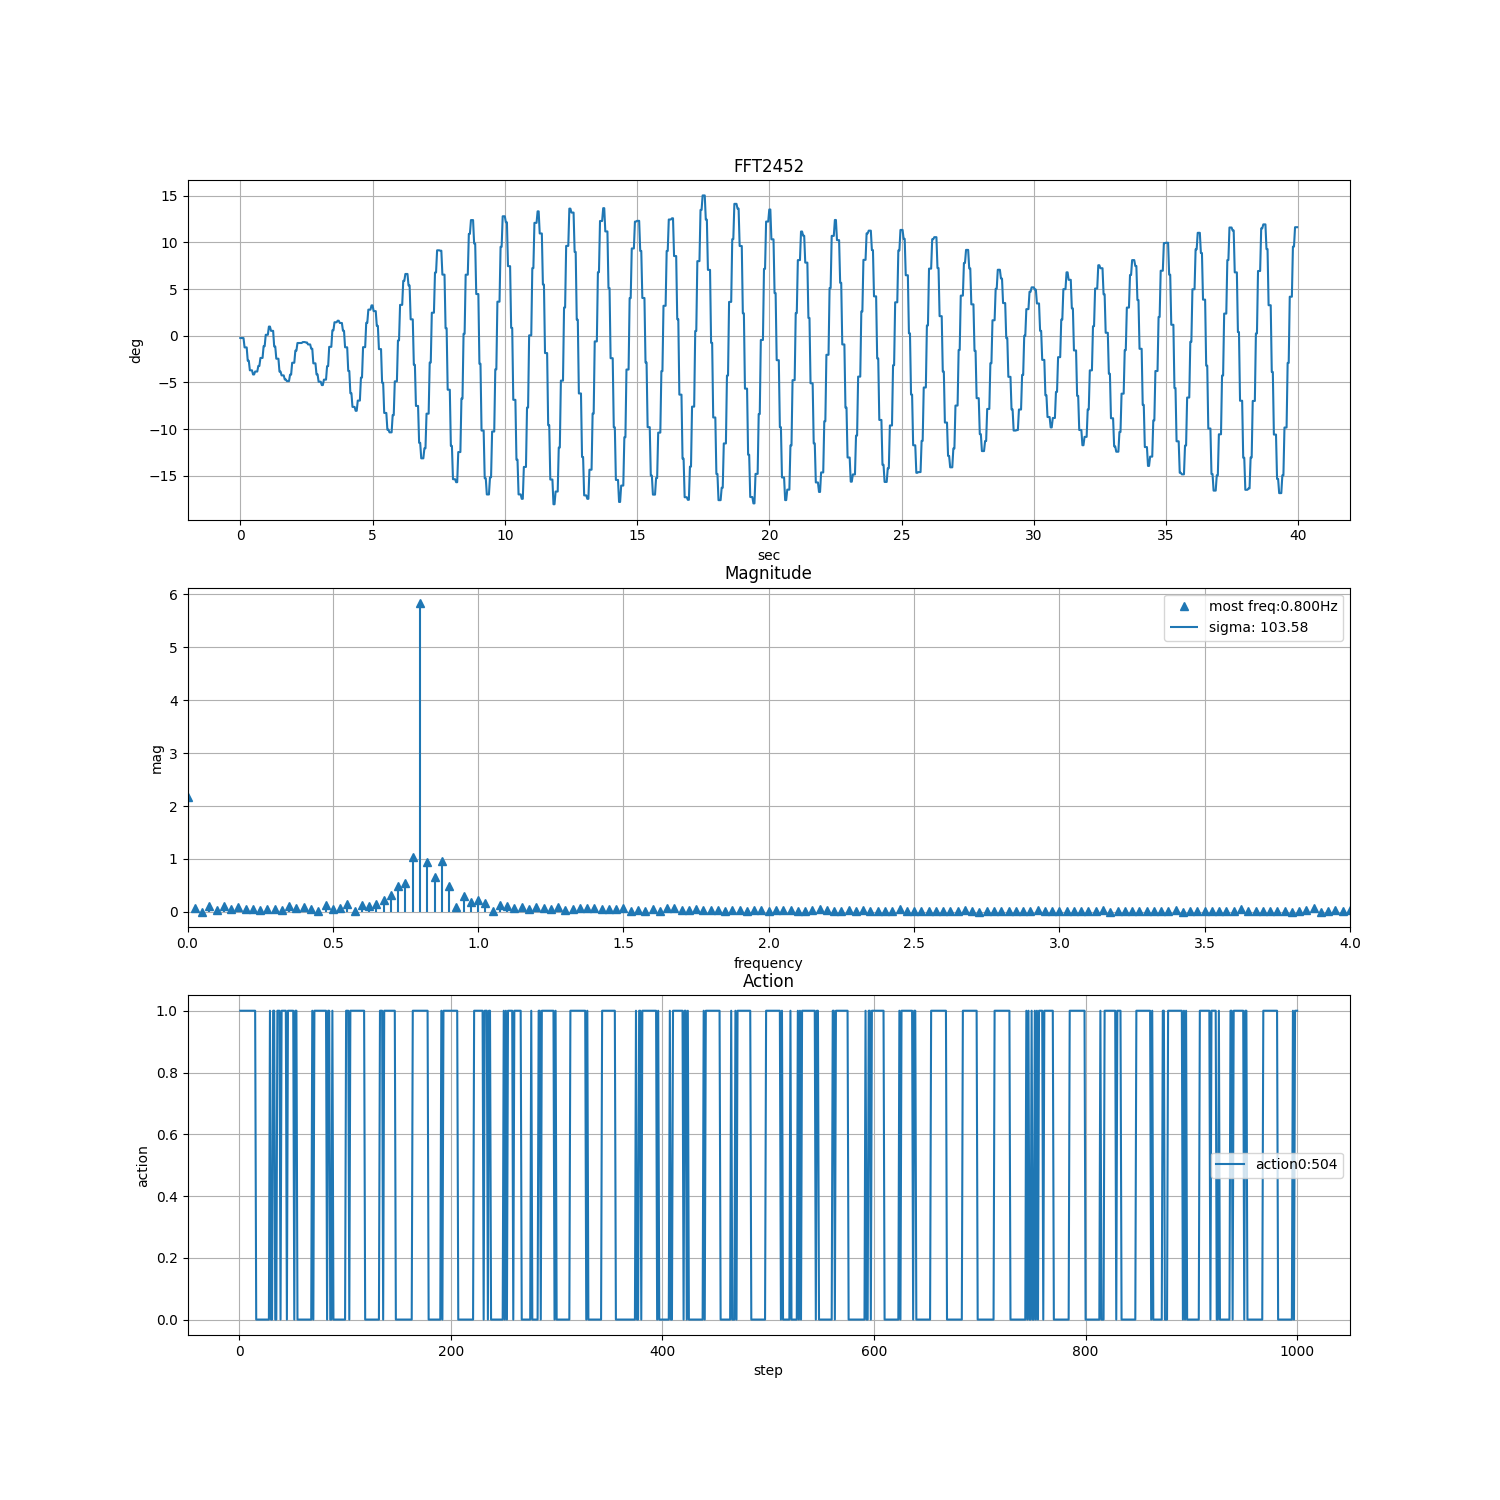 FFT2452
15
10
5
0
−5
−10
−15
deg
0 5 10 15 20 25 30 35 40
sec
Magnitude
6
5
4
3
2
1
0
mag
most freq:0.800Hz
sigma: 103.58
0.0 0.5 1.0 1.5 2.0 2.5 3.0 3.5 4.0
frequency
Action
1.0
0.8
0.6
0.4
0.2
0.0
action
action0:504
0 200 400 600 800 1000
step